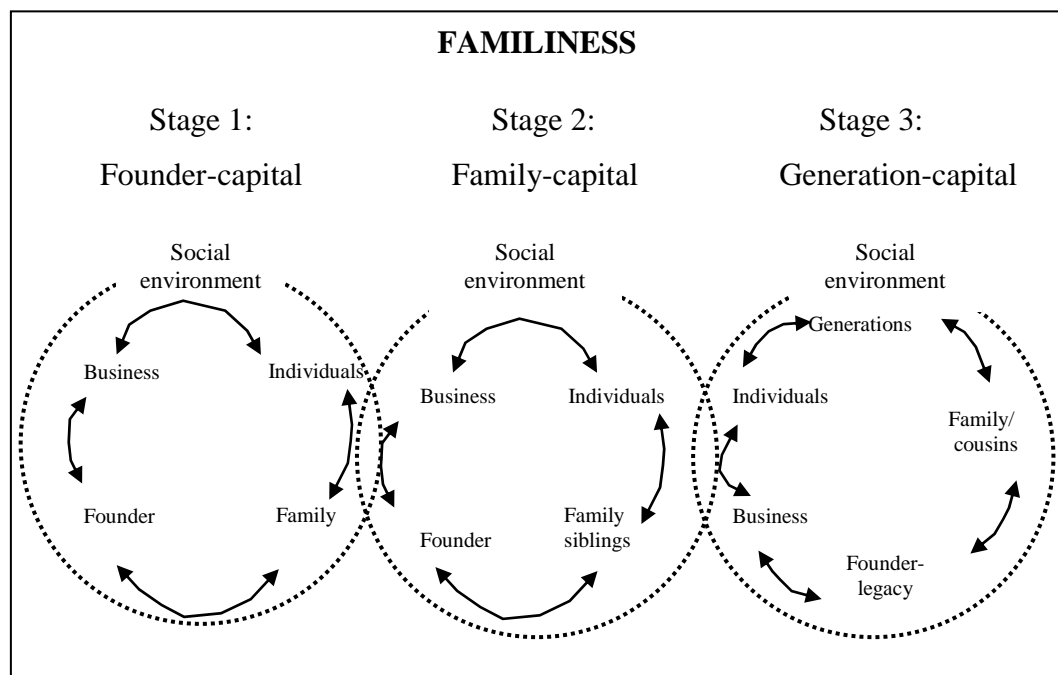 FAMILINESS
Stage 1:
Founder-capital
Stage 2:
Family-capital
Stage 3:
Generation-capital
Social
environment
Business
Individuals
Founder
Family
Social
environment
Business
Individuals
Founder
Family
siblings
Social
environment
Generations
Individuals
Family/
cousins
Business
Founder-
legacy